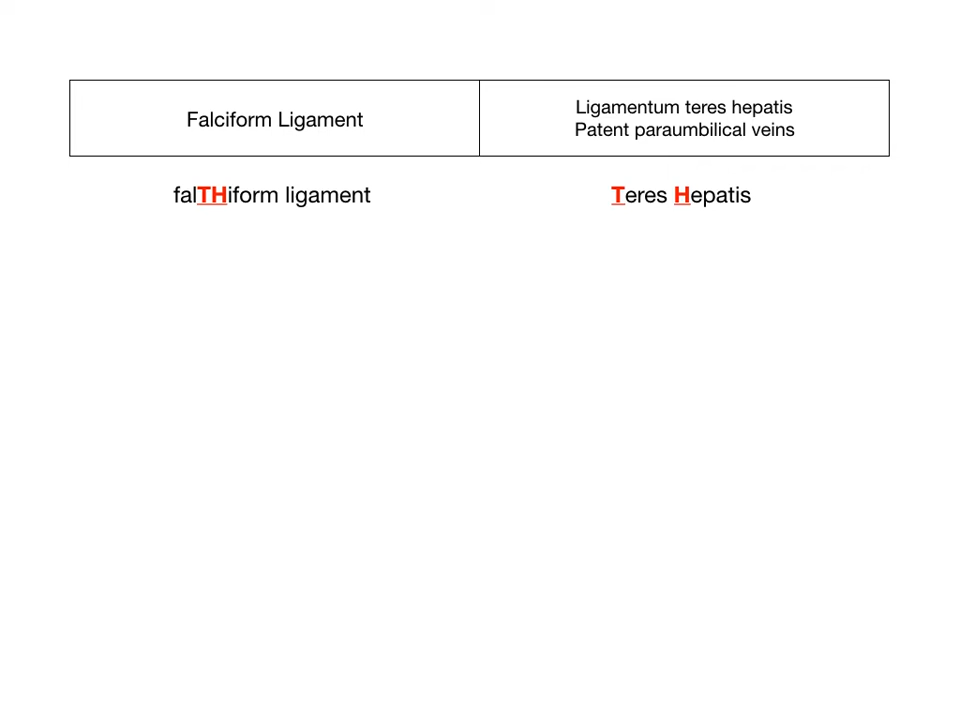 Falciform Ligament
Ligamentum teres hepatis
Patent paraumbilical veins
falTHiform ligament
Teres Hepatis